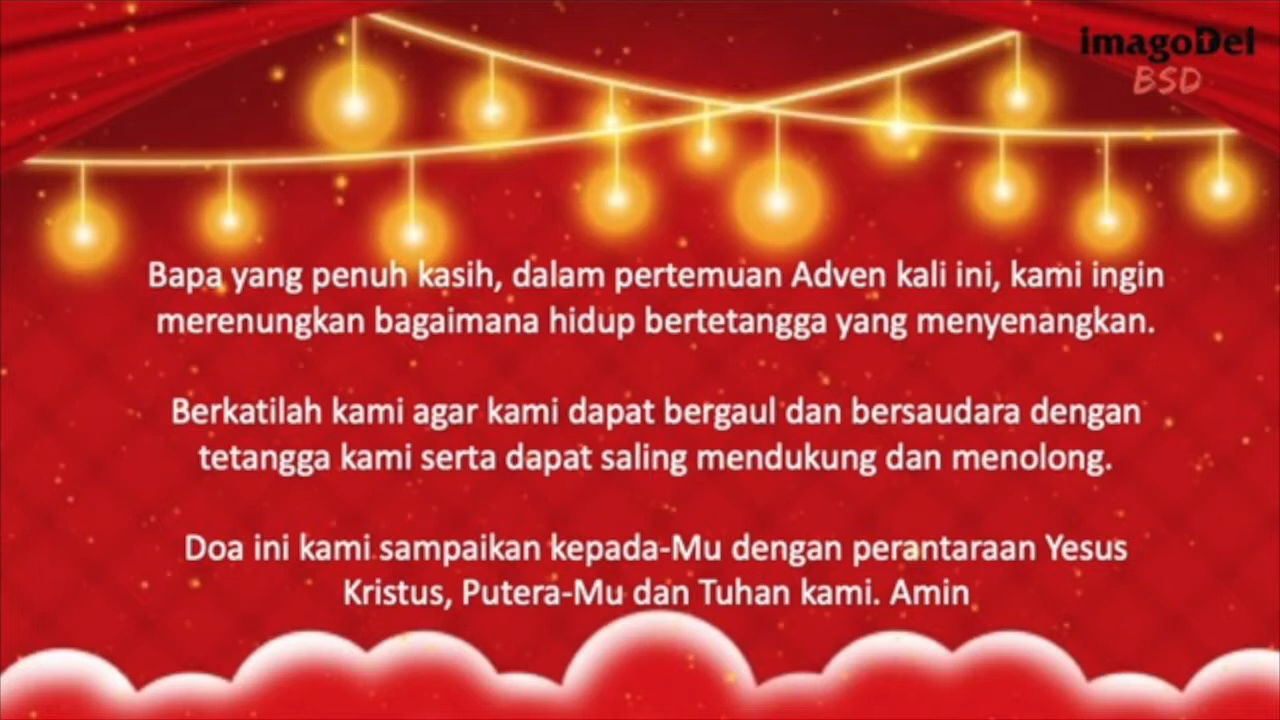 imagoDei
BSD
Bapa yang penuh kasih, dalam pertemuan Adven kali ini, kami ingin
merenungkan bagaimana hidup bertetangga yang menyenangkan.
Berkatilah kami agar kami dapat bergaul dan bersaudara dengan
tetangga kami serta dapat saling mendukung dan menolong.
Doa ini kami sampaikan kepada-Mu dengan perantaraan Yesus
Kristus, Putera-Mu dan Tuhan kami. Amin